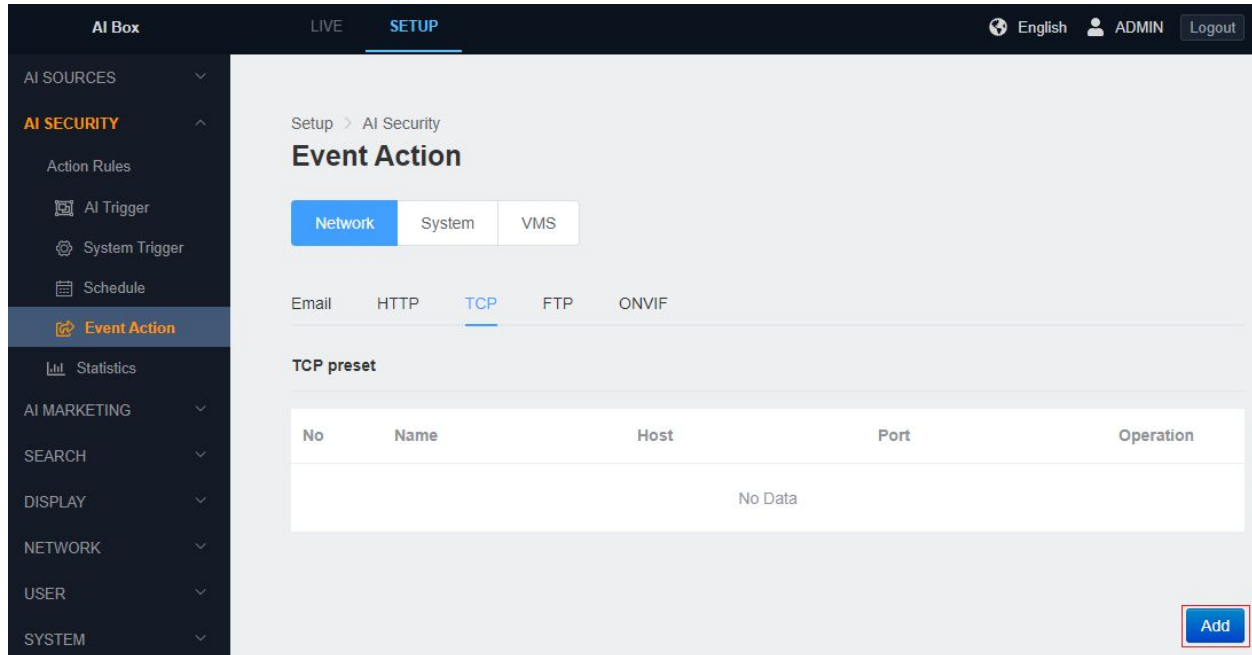 AI Box
LIVE SETUP
English ADMIN Logout
AI SOURCES
AI SECURITY
Action Rules
AI Trigger
System Trigger
Schedule
Event Action
Statistics
AI MARKETING
SEARCH
DISPLAY
NETWORK
USER
SYSTEM
Setup > AI Security
Event Action
Network System VMS
Email HTTP TCP FTP ONVIF
TCP preset
No Name Host Port Operation
No Data
Add